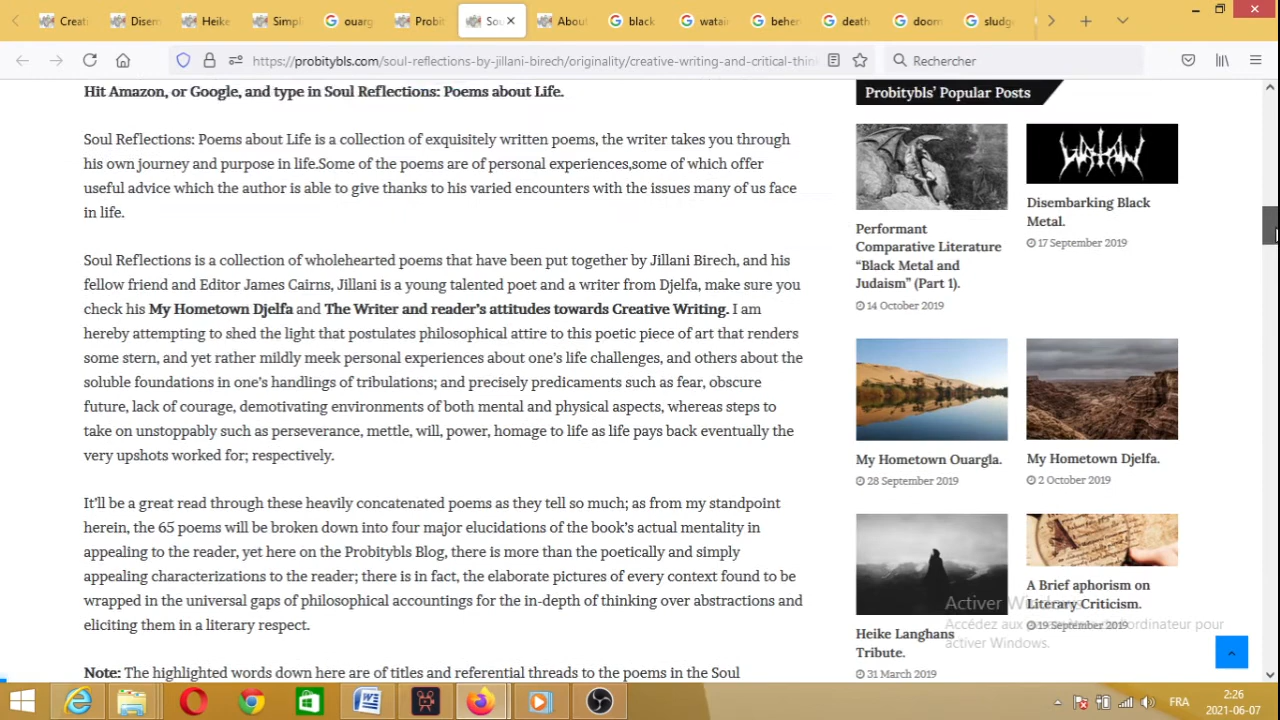 Creati
Disem
Heike
Simpl
ouarg
Probit
Sou
About
black
watain
behen
death
doom
sludge
https://probitybls.com/soul-reflections-by-jillani-birech/originality/creative-writing-and-critical-thin
Rechercher
Hit Amazon, or Google, and type in Soul Reflections: Poems about Life.
Soul Reflections: Poems about Life is a collection of exquisitely written poems, the writer takes you through
his own journey and purpose in life.Some of the poems are of personal experiences,some of which offer
useful advice which the author is able to give thanks to his varied encounters with the issues many of us face
in life.
Soul Reflections is a collection of wholehearted poems that have been put together by Jillani Birech, and his
fellow friend and Editor James Cairns, Jillani is a young talented poet and a writer from Djelfa, make sure you
check his My Hometown Djelfa and The Writer and reader's attitudes towards Creative Writing. I am
hereby attempting to shed the light that postulates philosophical attire to this poetic piece of art that renders
some stern, and yet rather mildly meek personal experiences about one's life challenges, and others about the
soluble foundations in one's handlings of tribulations; and precisely predicaments such as fear, obscure
future, lack of courage, demotivating environments of both mental and physical aspects, whereas steps to
take on unstoppably such as perseverance, mettle, will, power, homage to life as life pays back eventually the
very upshots worked for; respectively.
It'll be a great read through these heavily concatenated poems as they tell so much; as from my standpoint
herein, the 65 poems will be broken down into four major elucidations of the book's actual mentality in
appealing to the reader, yet here on the Probitybls Blog, there is more than the poetically and simply
appealing characterizations to the reader; there is in fact, the elaborate pictures of every context found to be
wrapped in the universal gaps of philosophical accountings for the in-depth of thinking over abstractions and
eliciting them in a literary respect.
Note: The highlighted words down here are of titles and referential threads to the poems in the Soul
Probitybls' Popular Posts
WATAIN
Performant
Comparative Literature
"Black Metal and
Judaism" (Part 1).
14 October 2019
Disembarking Black
Metal.
17 September 2019
My Hometown Ouargla.
28 September 2019
My Hometown Djelfa.
2 October 2019
Heike Langhans
Tribute.
31 March 2019
A Brief aphorism on
Literary Criticism.
19 September 2019
Activer Windows
Accédez aux paramètres de l'ordinateur pour
activer Windows.
FRA
2:26
2021-06-07